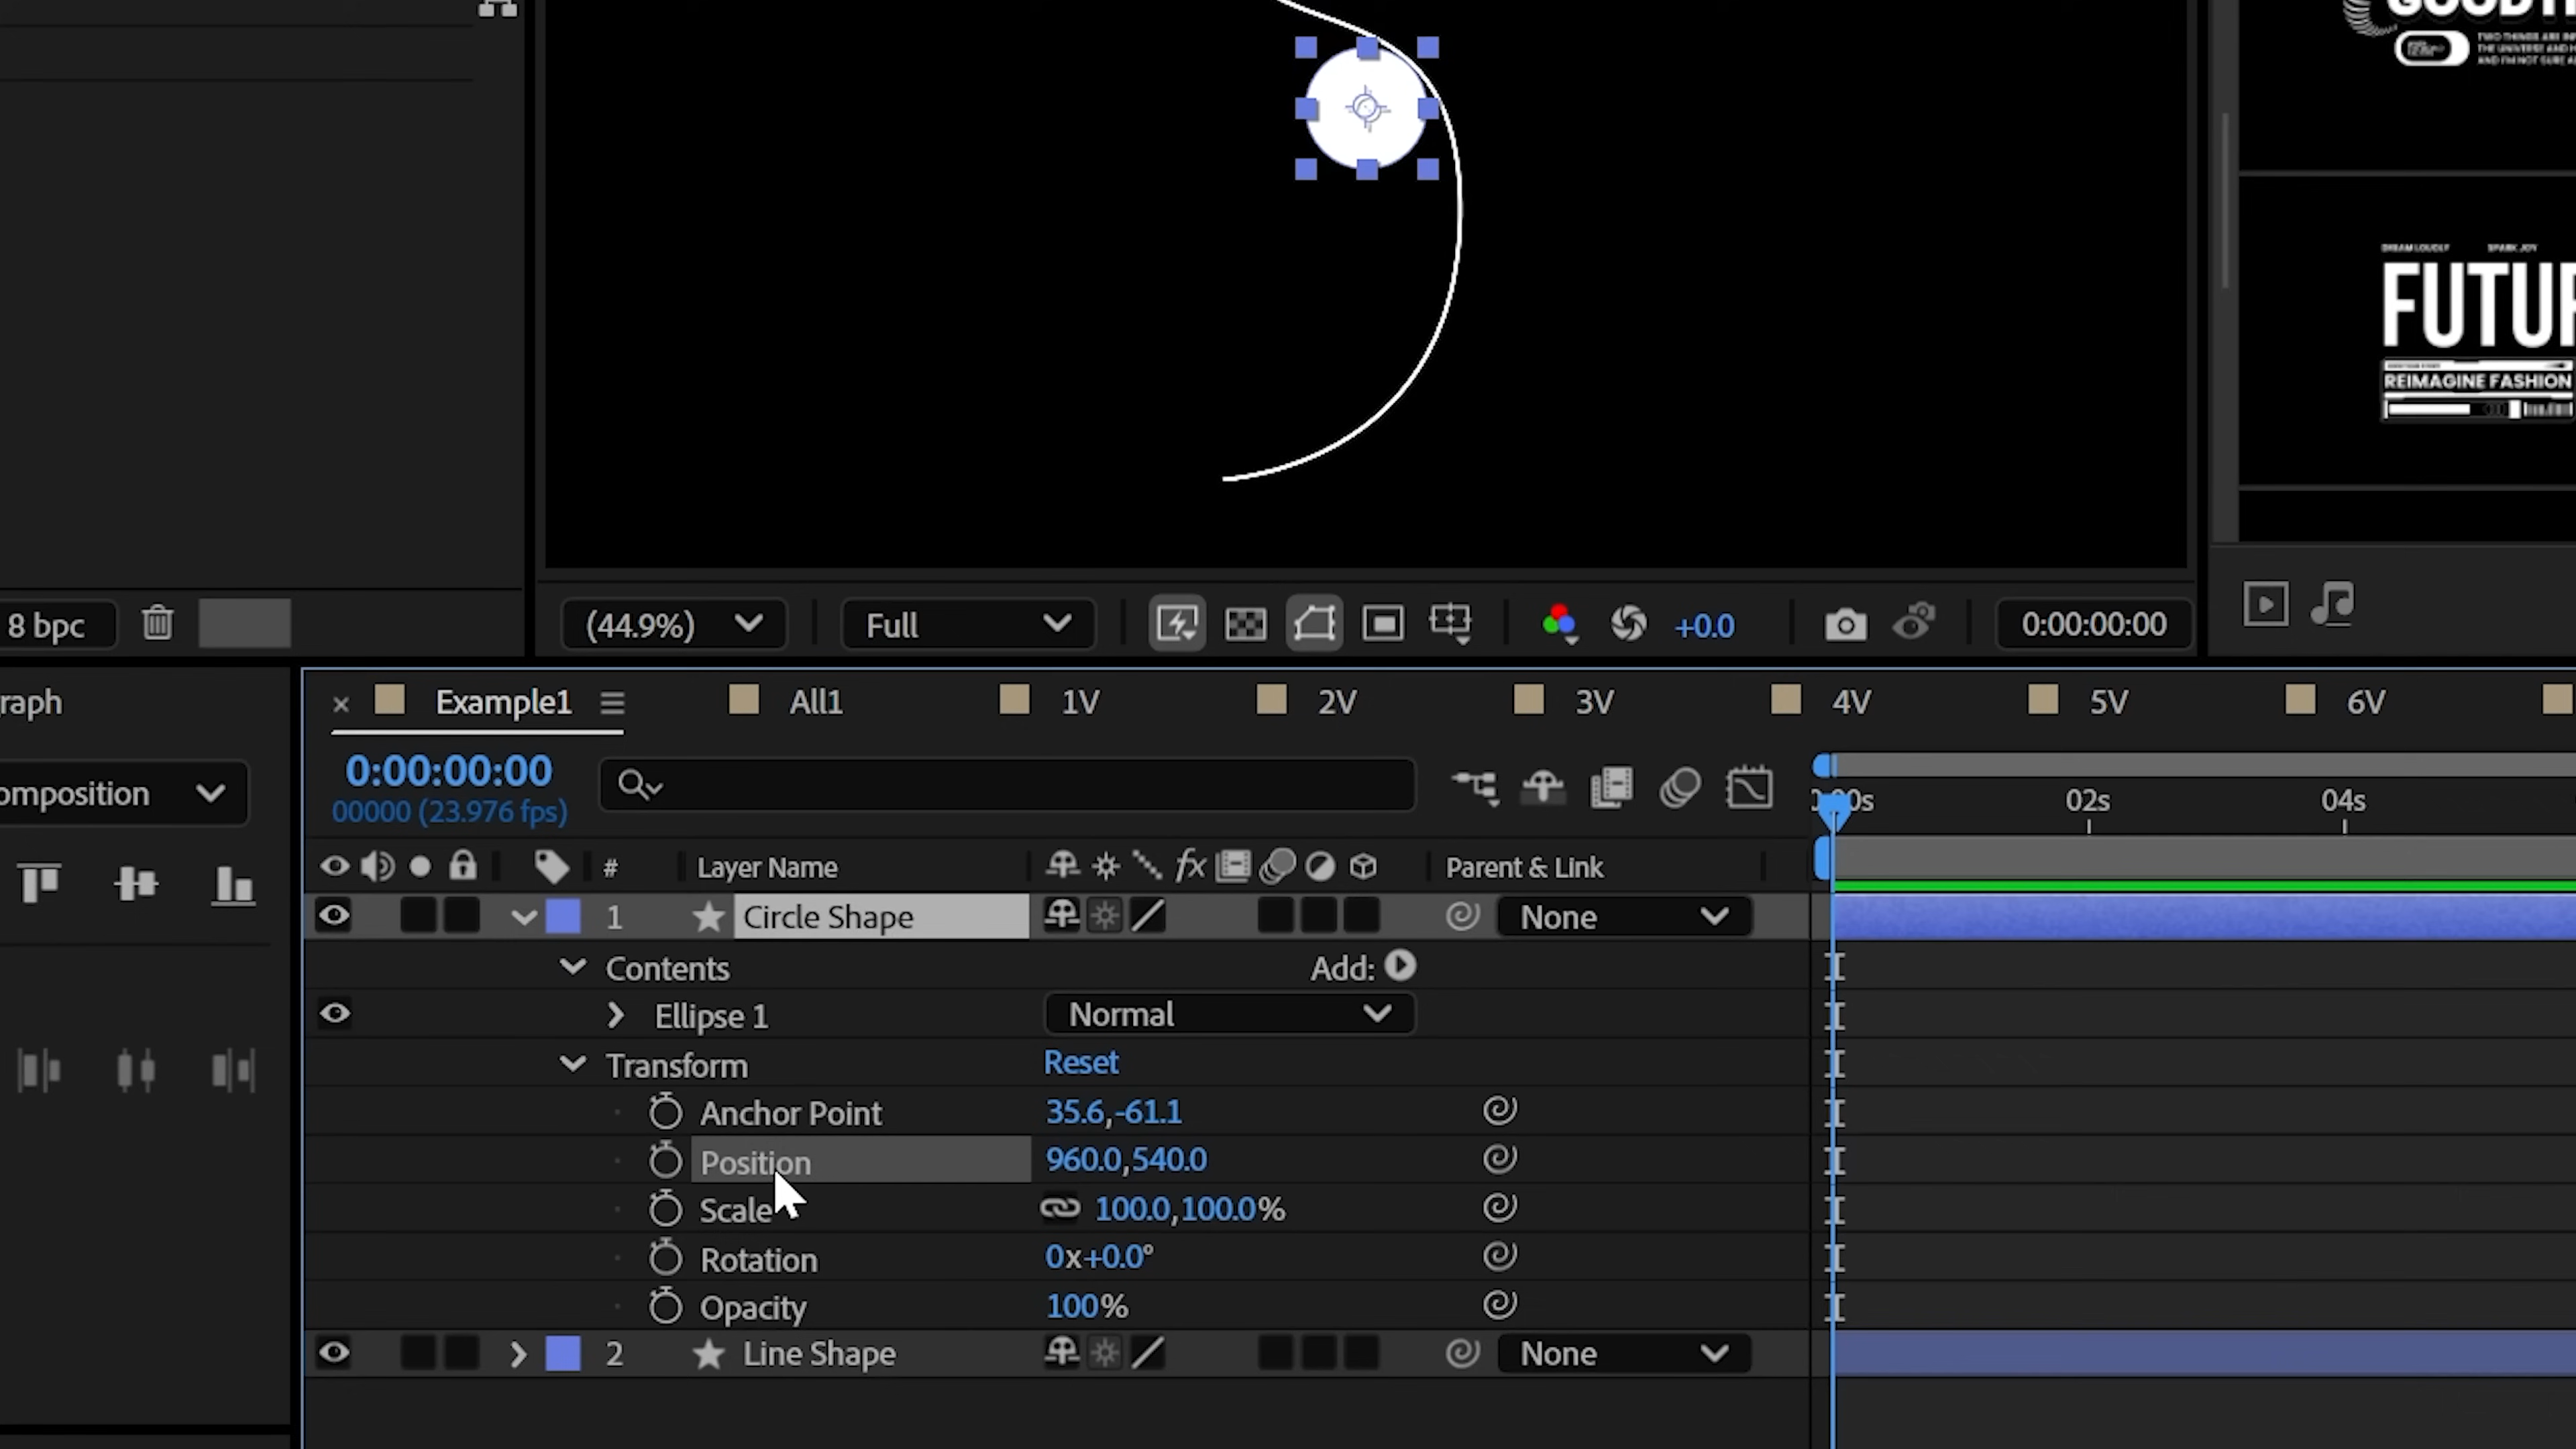 FUTUR
REIMAGINE FASHION
8 bpc
(44.9%)
Full
+0.0
0:00:00:00
raph
Example1
All1
1V
2V
3V
4V
5V
6V
omposition
0:00:00:00
00000 (23.976 fps)
02s
04s
#
Layer Name
fx
Parent & Link
1
Circle Shape
None
Contents
Add:
Ellipse 1
Normal
Transform
Reset
Anchor Point
35.6,-61.1
Position
960.0,540.0
Scale
100.0,100.0%
Rotation
0x+0.0°
Opacity
100%
2
Line Shape
None